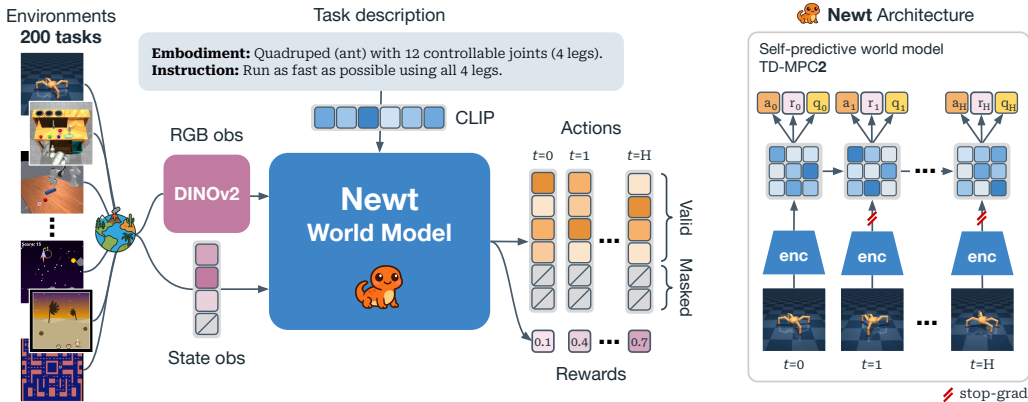 Environments
200 tasks
Score: 15
Task description
Embodiment: Quadruped (ant) with 12 controllable joints (4 legs).
Instruction: Run as fast as possible using all 4 legs.
CLIP
RGB obs
DINOv2
State obs
Newt
World Model
Actions
t=0 t=1 t=H
Valid
Masked
0.1 0.4 0.7
Rewards
Newt Architecture
Self-predictive world model
TD-MPC2
a0 r0 q0 a1 r1 q1 aH rH qH
enc enc enc
t=0 t=1 t=H
stop-grad